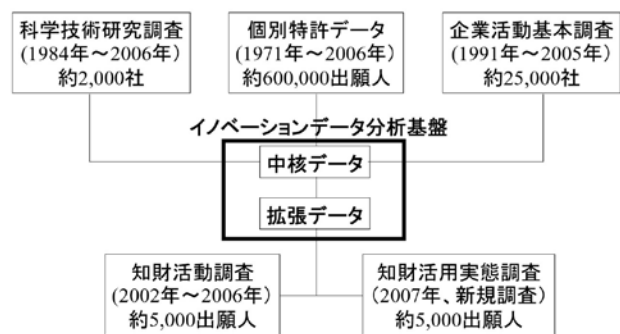 科学技術研究調査
(1984年～2006年)
約2,000社
個別特許データ
(1971年～2006年)
約600,000出願人
企業活動基本調査
(1991年～2005年)
約25,000社
イノベーションデータ分析基盤
中核データ
拡張データ
知財活動調査
(2002年～2006年)
約5,000出願人
知財活用実態調査
(2007年、新規調査)
約5,000出願人